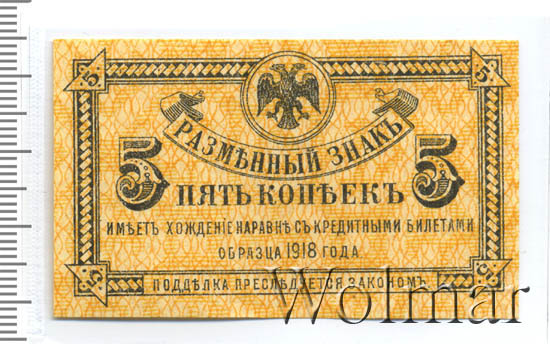 5 5
РАЗМѢННЫЙ ЗНАКЪ
5 5
ПЯТЬ КОПѢЕКЪ
ИМѢЕТЪ ХОЖДЕНІЕ НАРАВНѢ СЪ КРЕДИТНЫМИ БИЛЕТАМИ
ОБРАЗЦА 1918 ГОДА.
5 5
ПОДДѢЛКА ПРЕСЛѢДУЕТСЯ ЗАКОНОМЪ
Wolmar